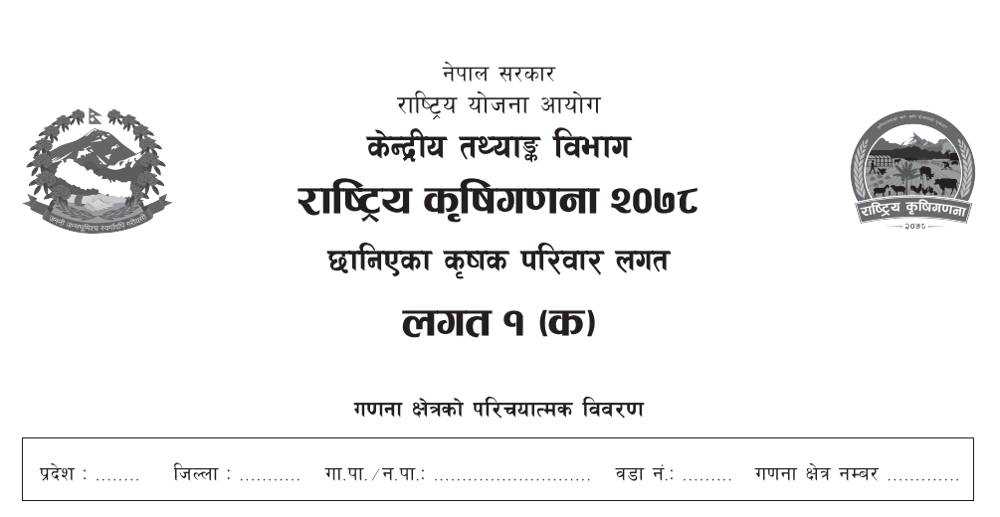 नेपाल सरकार
राष्ट्रिय योजना आयोग
केन्द्रीय तथ्याङ्क विभाग
राष्ट्रिय कृषिगणना २०७८
छानिएका कृषक परिवार लगत
लगत १ (क)
जननी जन्मभूमिश्च स्वर्गादपि गरीयसी
राष्ट्रिय कृषिगणना
२०७८
गणना क्षेत्रको परिचयात्मक विवरण
प्रदेश : ........ जिल्ला : ........... गा.पा. /न.पा.: ............................ वडा नं.: ......... गणना क्षेत्र नम्बर .............